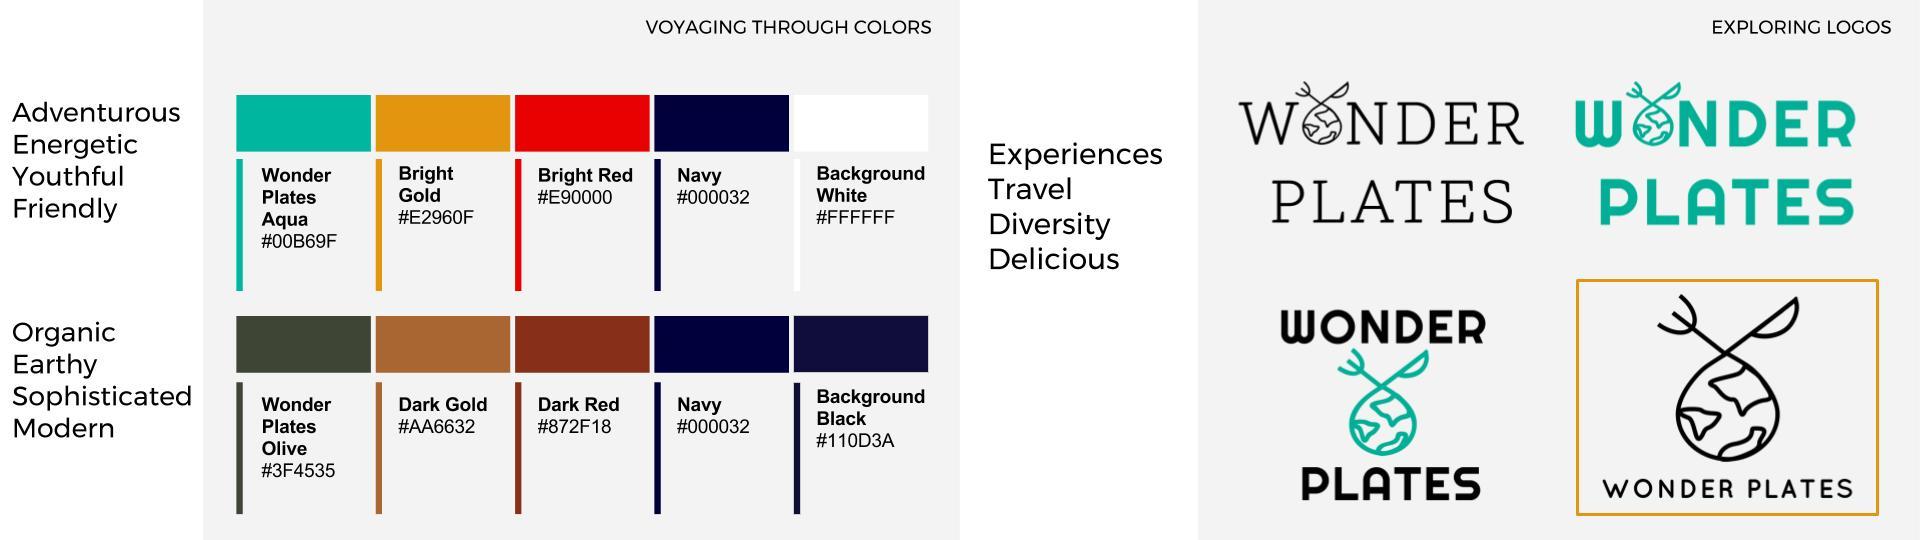 VOYAGING THROUGH COLORS
Adventurous
Energetic
Youthful
Friendly
Wonder
Plates
Aqua
#00B69F
Bright
Gold
#E2960F
Bright Red
#E90000
Navy
#000032
Background
White
#FFFFFF
Organic
Earthy
Sophisticated
Modern
Wonder
Plates
Olive
#3F4535
Dark Gold
#AA6632
Dark Red
#872F18
Navy
#000032
Background
Black
#110D3A
Experiences
Travel
Diversity
Delicious
EXPLORING LOGOS
WONDER
PLATES
WONDER
PLATES
WONDER
PLATES
WONDER PLATES